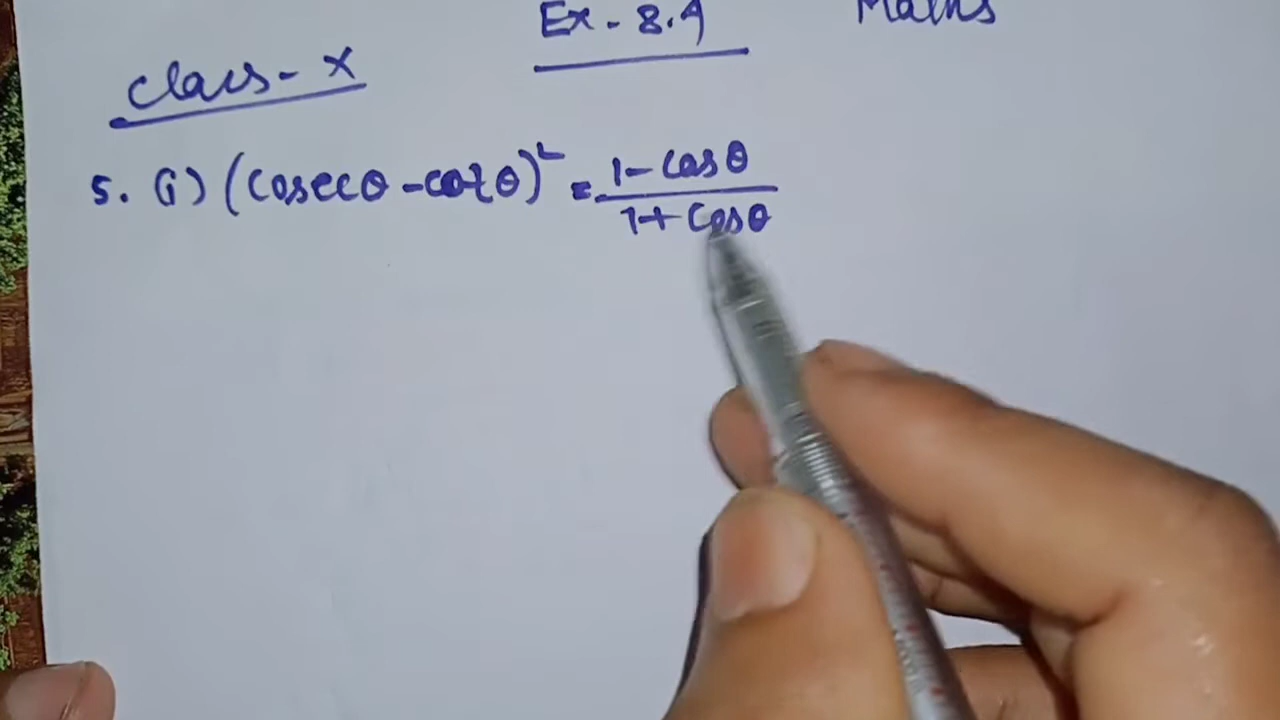 Ex - 8.4 Maths
Class - X
5. (i) (Cosecθ - cotθ)² = 1 - Cosθ
1 + Cosθ